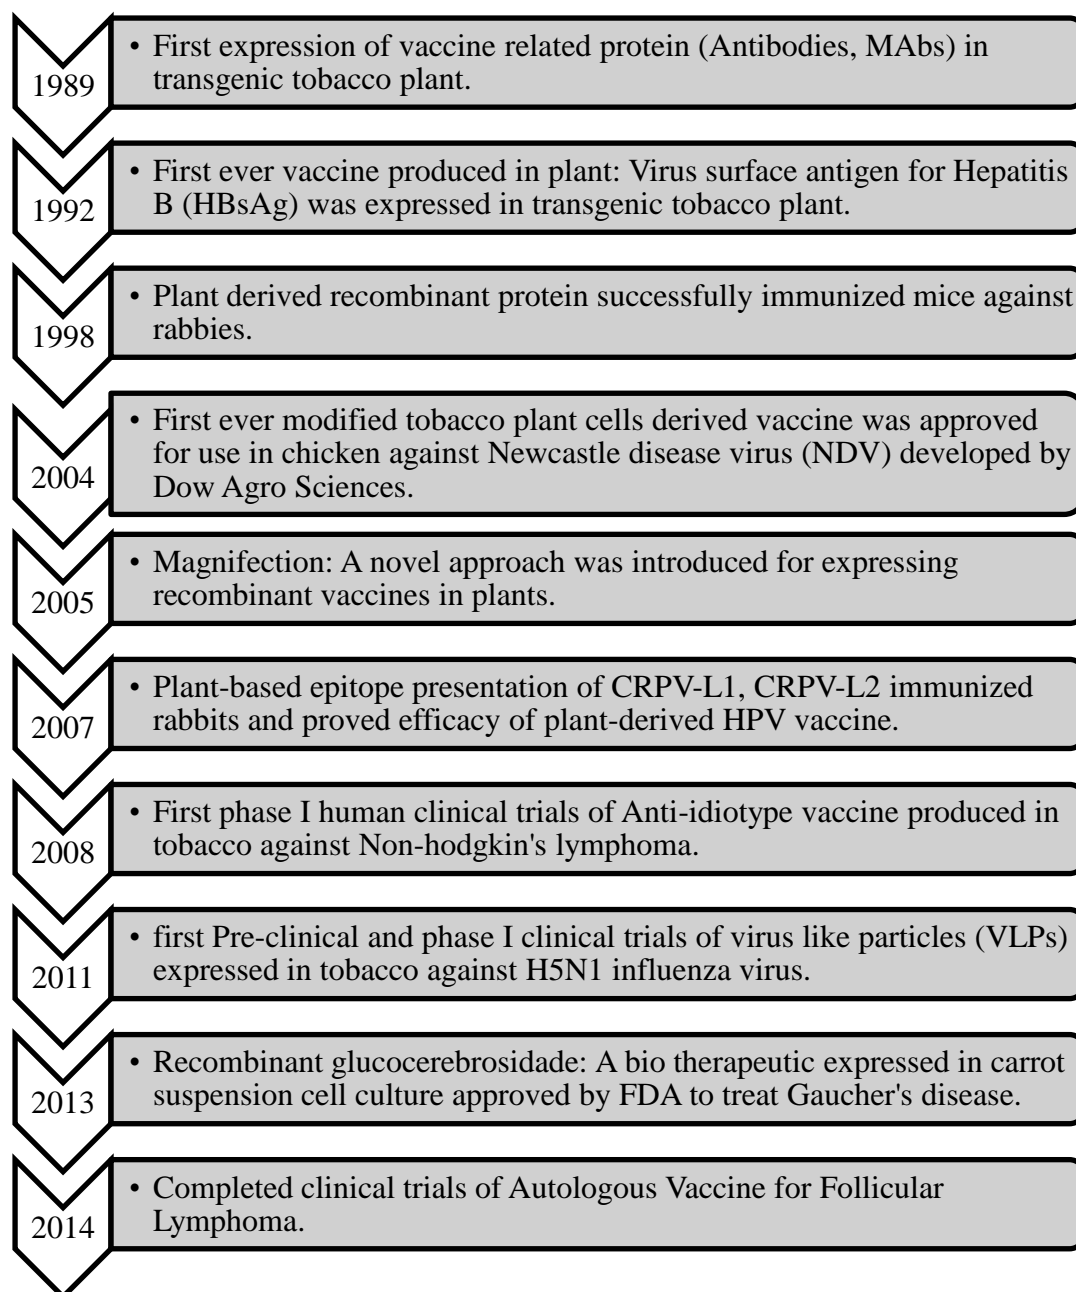 1989
• First expression of vaccine related protein (Antibodies, MAbs) in
transgenic tobacco plant.
1992
• First ever vaccine produced in plant: Virus surface antigen for Hepatitis
B (HBsAg) was expressed in transgenic tobacco plant.
1998
• Plant derived recombinant protein successfully immunized mice against
rabbies.
2004
• First ever modified tobacco plant cells derived vaccine was approved
for use in chicken against Newcastle disease virus (NDV) developed by
Dow Agro Sciences.
2005
• Magnifection: A novel approach was introduced for expressing
recombinant vaccines in plants.
2007
• Plant-based epitope presentation of CRPV-L1, CRPV-L2 immunized
rabbits and proved efficacy of plant-derived HPV vaccine.
2008
• First phase I human clinical trials of Anti-idiotype vaccine produced in
tobacco against Non-hodgkin's lymphoma.
2011
• first Pre-clinical and phase I clinical trials of virus like particles (VLPs)
expressed in tobacco against H5N1 influenza virus.
2013
• Recombinant glucocerebrosidade: A bio therapeutic expressed in carrot
suspension cell culture approved by FDA to treat Gaucher's disease.
2014
• Completed clinical trials of Autologous Vaccine for Follicular
Lymphoma.